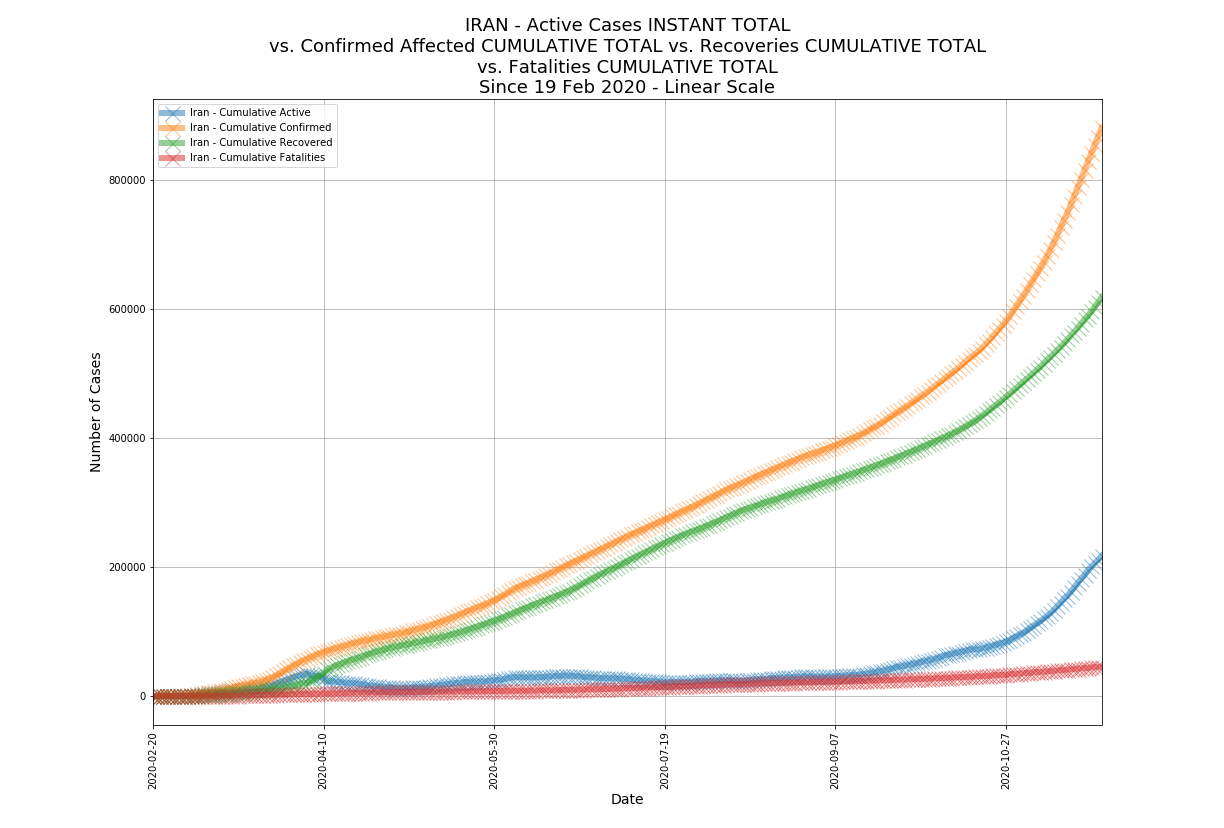 IRAN - Active Cases INSTANT TOTAL
vs. Confirmed Affected CUMULATIVE TOTAL vs. Recoveries CUMULATIVE TOTAL
vs. Fatalities CUMULATIVE TOTAL
Since 19 Feb 2020 - Linear Scale
Iran - Cumulative Active
Iran - Cumulative Confirmed
Iran - Cumulative Recovered
Iran - Cumulative Fatalities
Number of Cases
800000
600000
400000
200000
0
2020-02-20
2020-04-10
2020-05-30
2020-07-19
2020-09-07
2020-10-27
Date